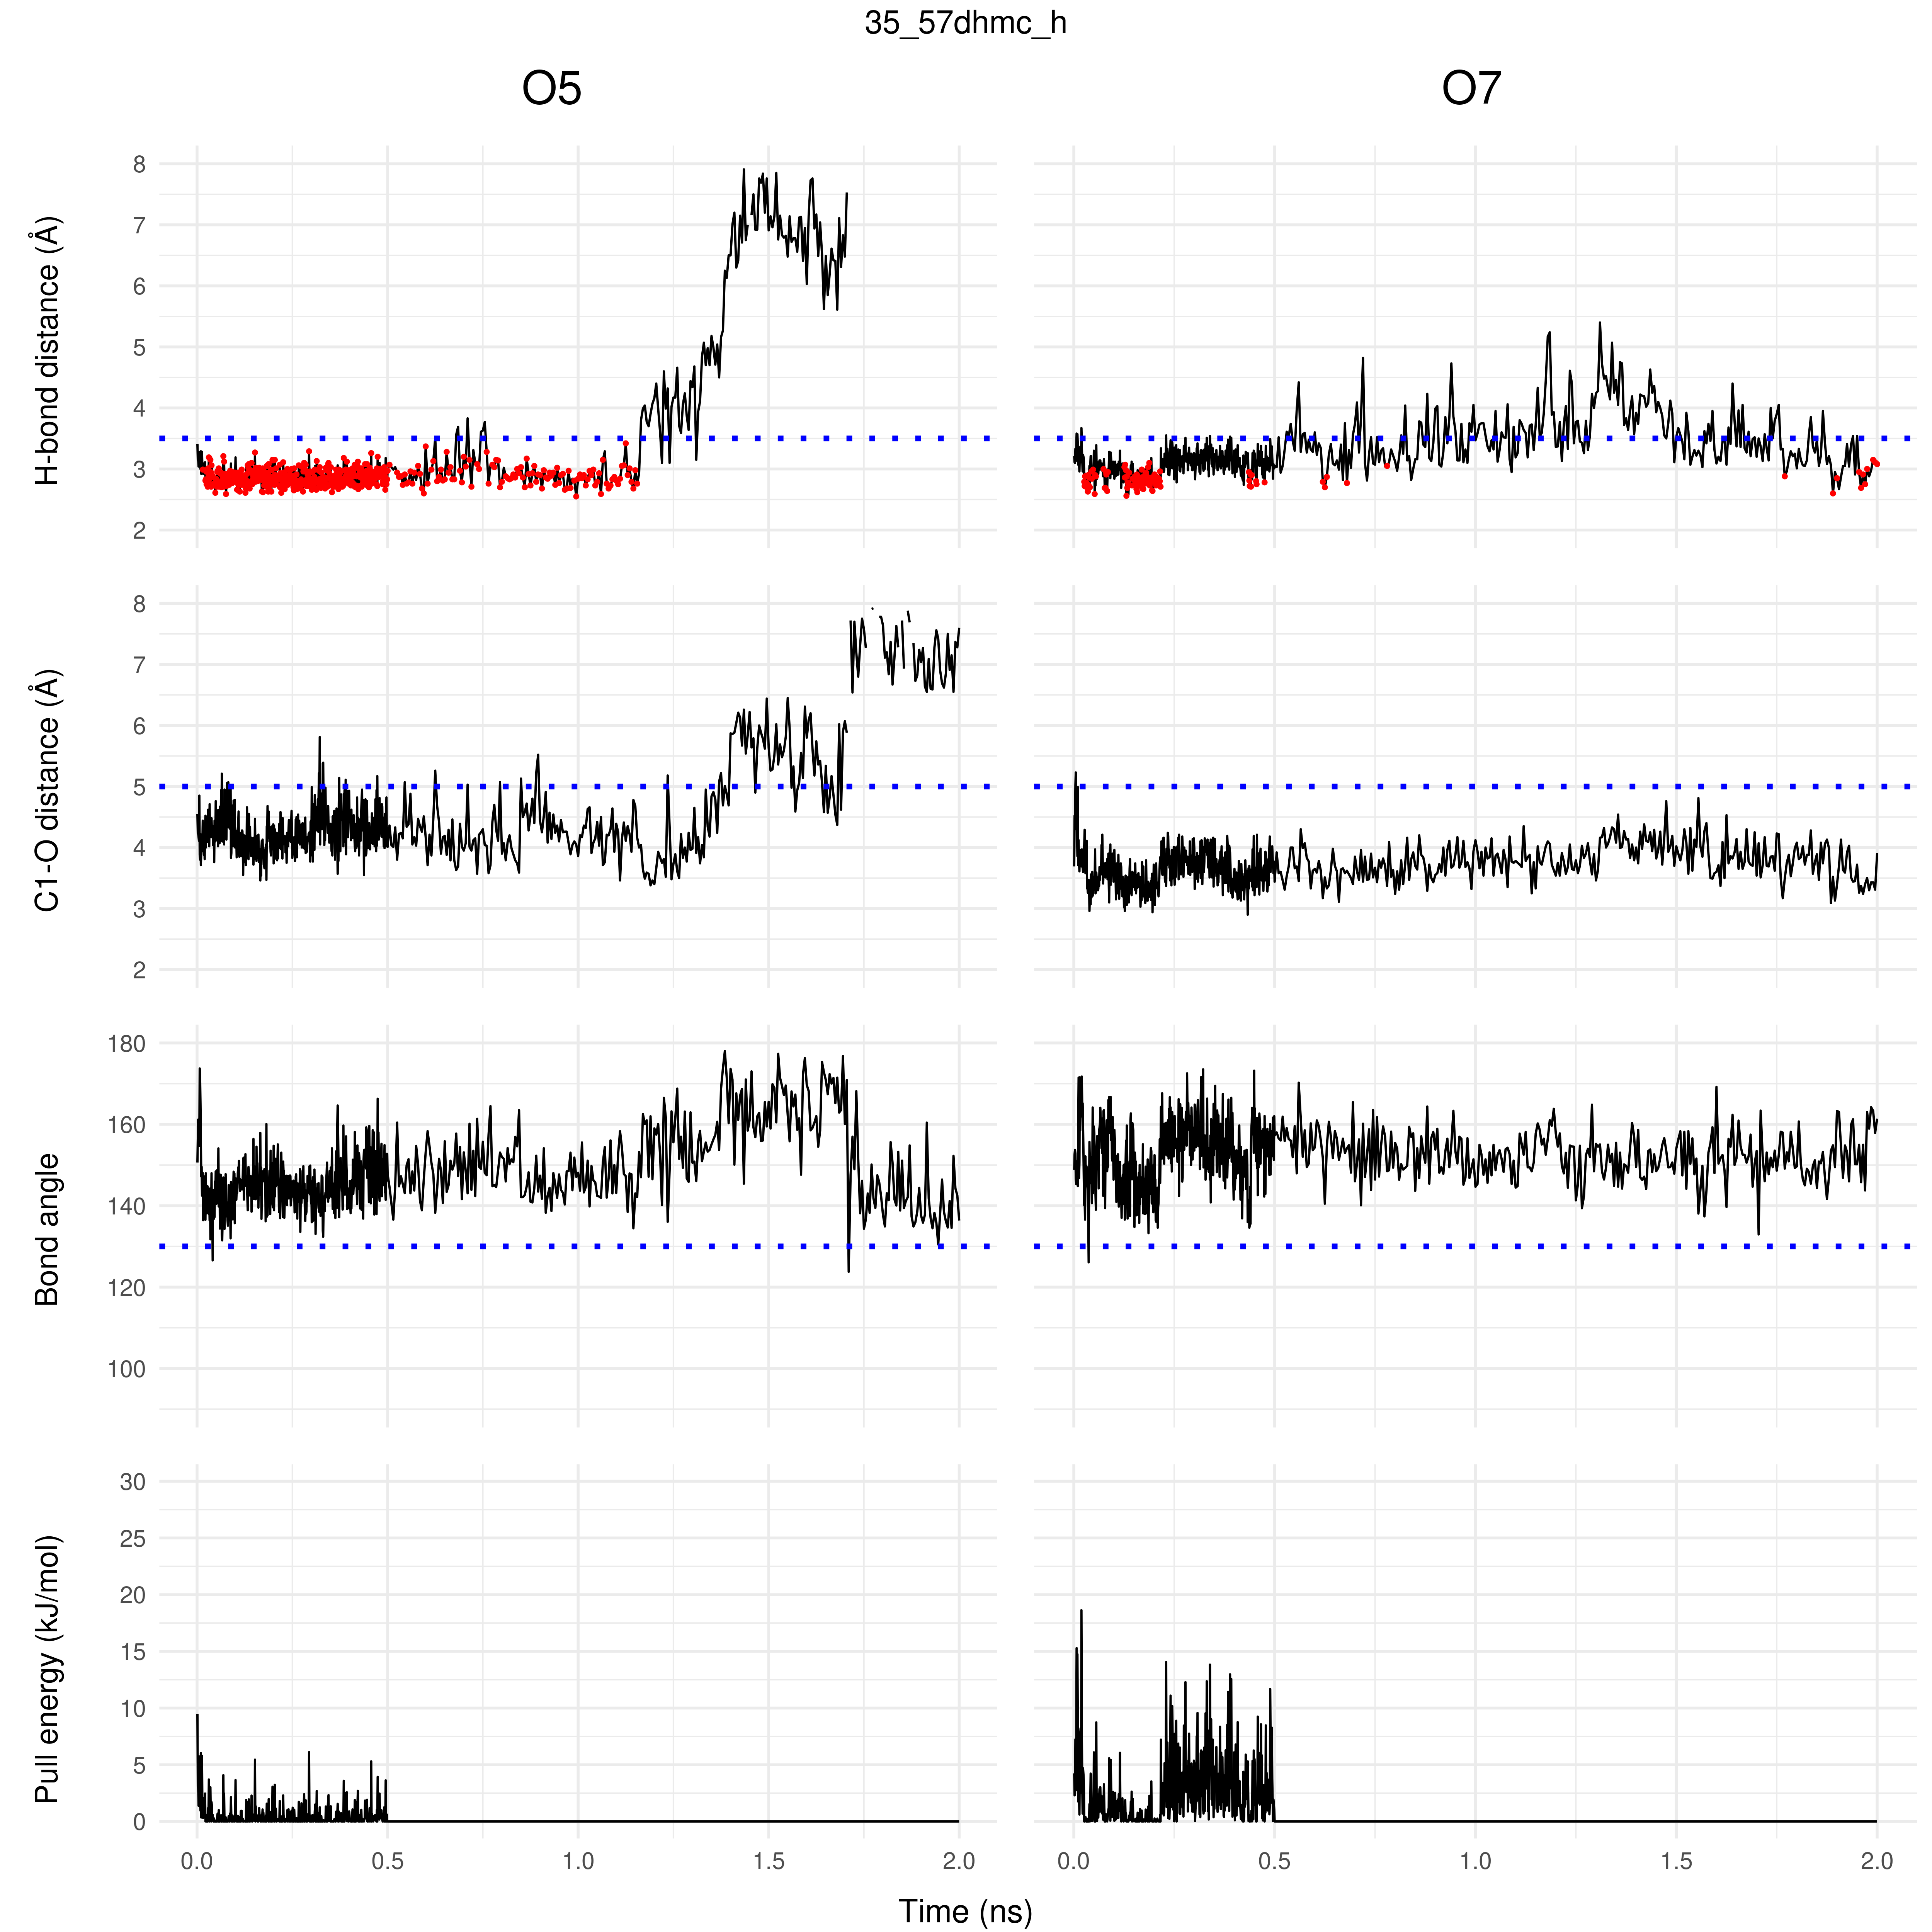 35_57dhmc_h
O5
O7
H-bond distance (Å)
8
7
6
5
4
3
2
C1-O distance (Å)
8
7
6
5
4
3
2
Bond angle
180
160
140
120
100
Pull energy (kJ/mol)
30
25
20
15
10
5
0
0.0 0.5 1.0 1.5 2.0
0.0 0.5 1.0 1.5 2.0
Time (ns)